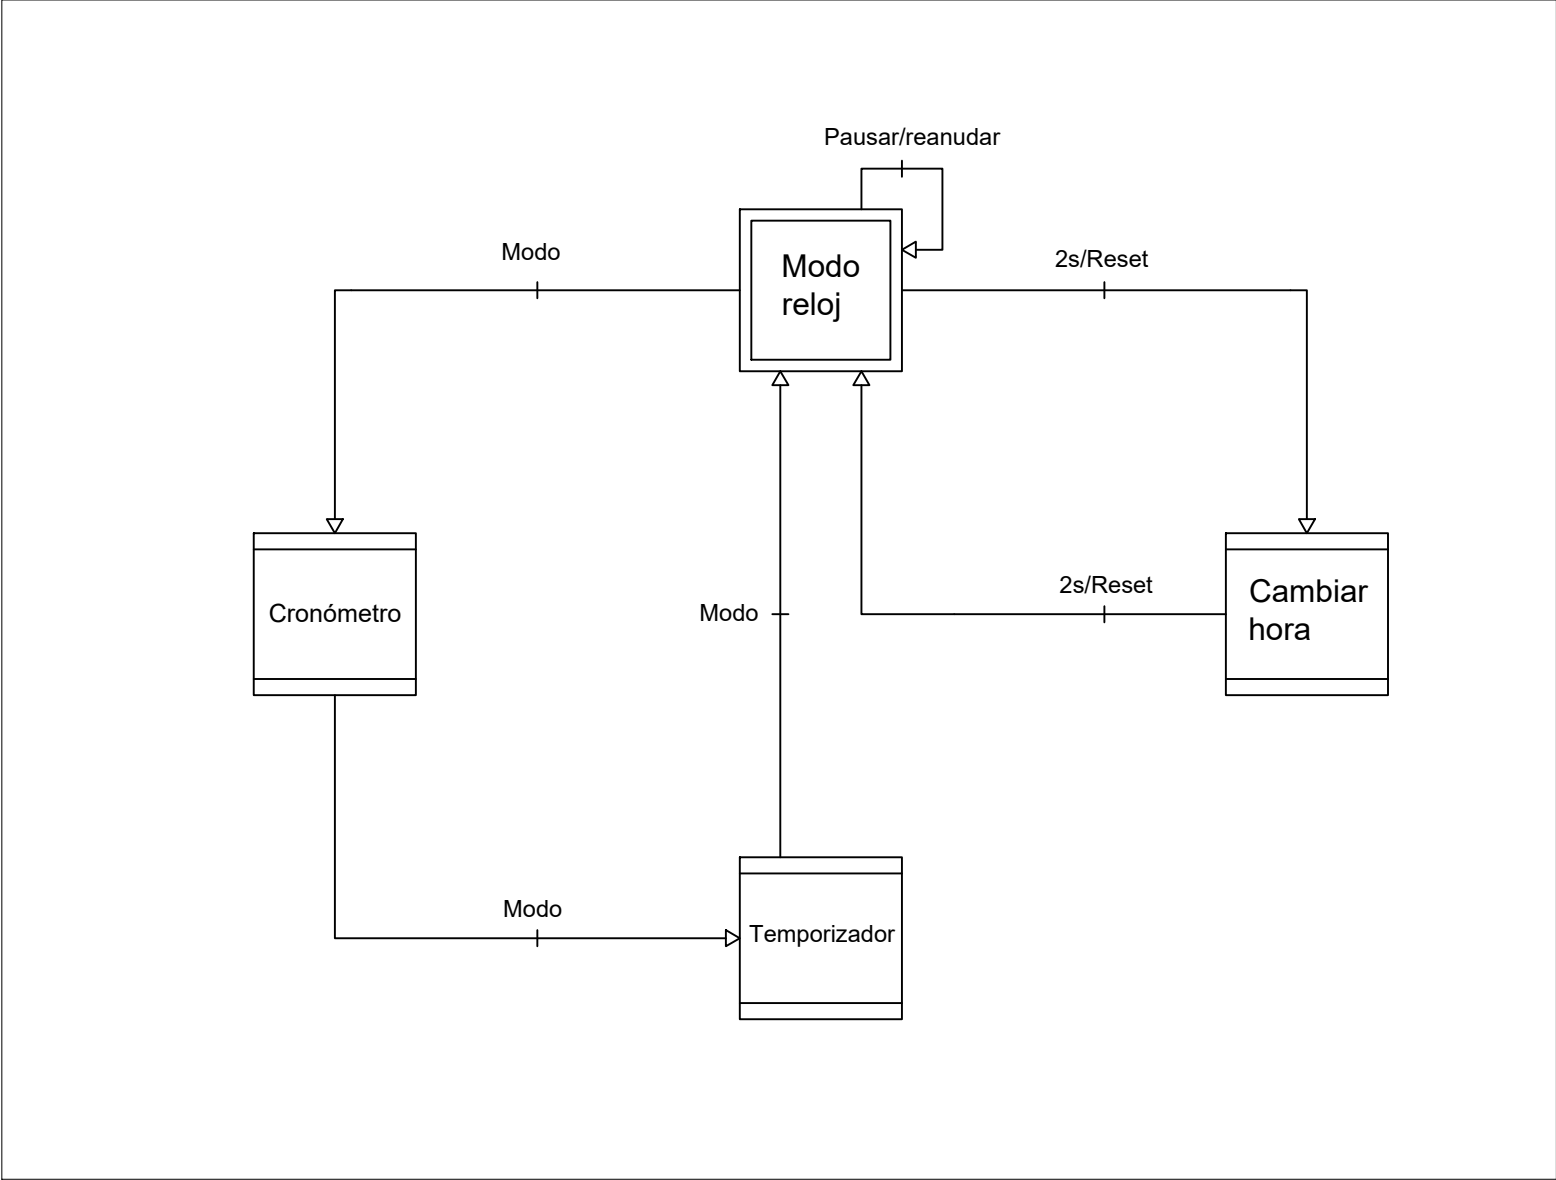 Pausar/reanudar
Modo
2s/Reset
Modo
reloj
Cronómetro
Modo
2s/Reset
Cambiar
hora
Modo
Temporizador